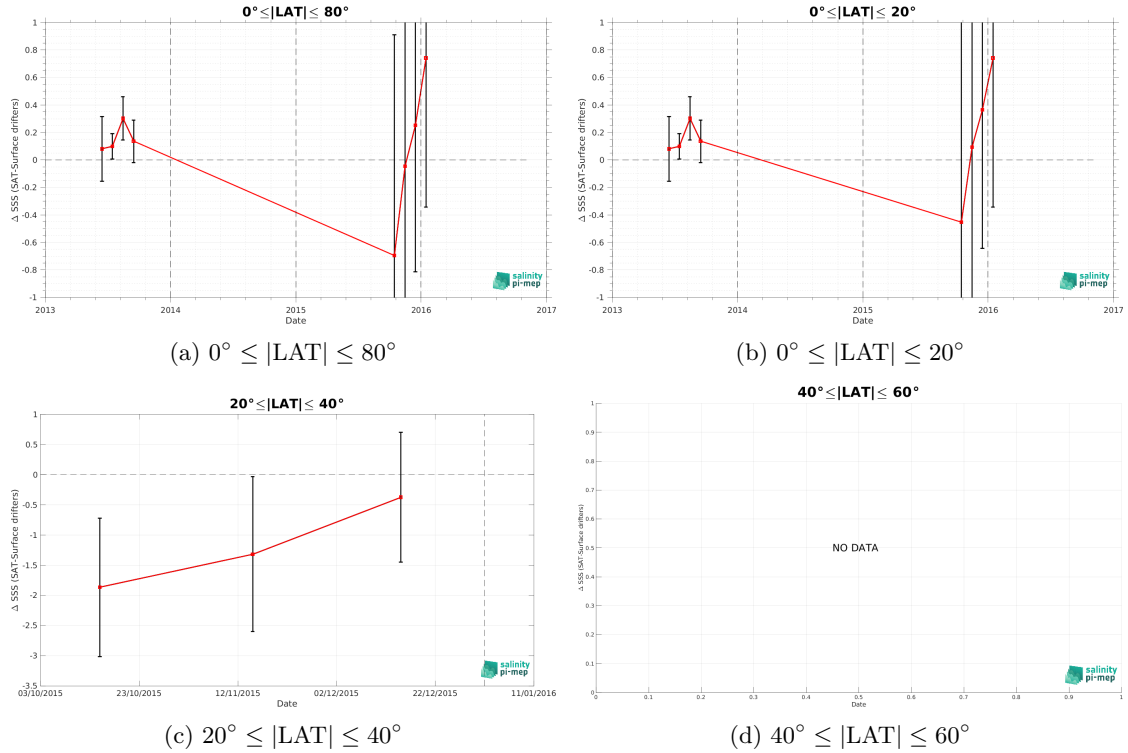 0°≤|LAT|≤ 80°
Δ SSS (SAT-Surface drifters)
1
0.8
0.6
0.4
0.2
0
-0.2
-0.4
-0.6
-0.8
-1
2013 2014 2015 2016 2017
Date
salinity
pi-mep
(a) 0° ≤ |LAT| ≤ 80°
0°≤|LAT|≤ 20°
Δ SSS (SAT-Surface drifters)
1
0.8
0.6
0.4
0.2
0
-0.2
-0.4
-0.6
-0.8
-1
2013 2014 2015 2016 2017
Date
salinity
pi-mep
(b) 0° ≤ |LAT| ≤ 20°
20°≤|LAT|≤ 40°
Δ SSS (SAT-Surface drifters)
1
0.5
0
-0.5
-1
-1.5
-2
-2.5
-3
-3.5
03/10/2015 23/10/2015 12/11/2015 02/12/2015 22/12/2015 11/01/2016
Date
salinity
pi-mep
(c) 20° ≤ |LAT| ≤ 40°
40°≤|LAT|≤ 60°
Δ SSS (SAT-Surface drifters)
1
0.9
0.8
0.7
0.6
0.5
0.4
0.3
0.2
0.1
0
NO DATA
0 0.1 0.2 0.3 0.4 0.5 0.6 0.7 0.8 0.9 1
Date
salinity
pi-mep
(d) 40° ≤ |LAT| ≤ 60°